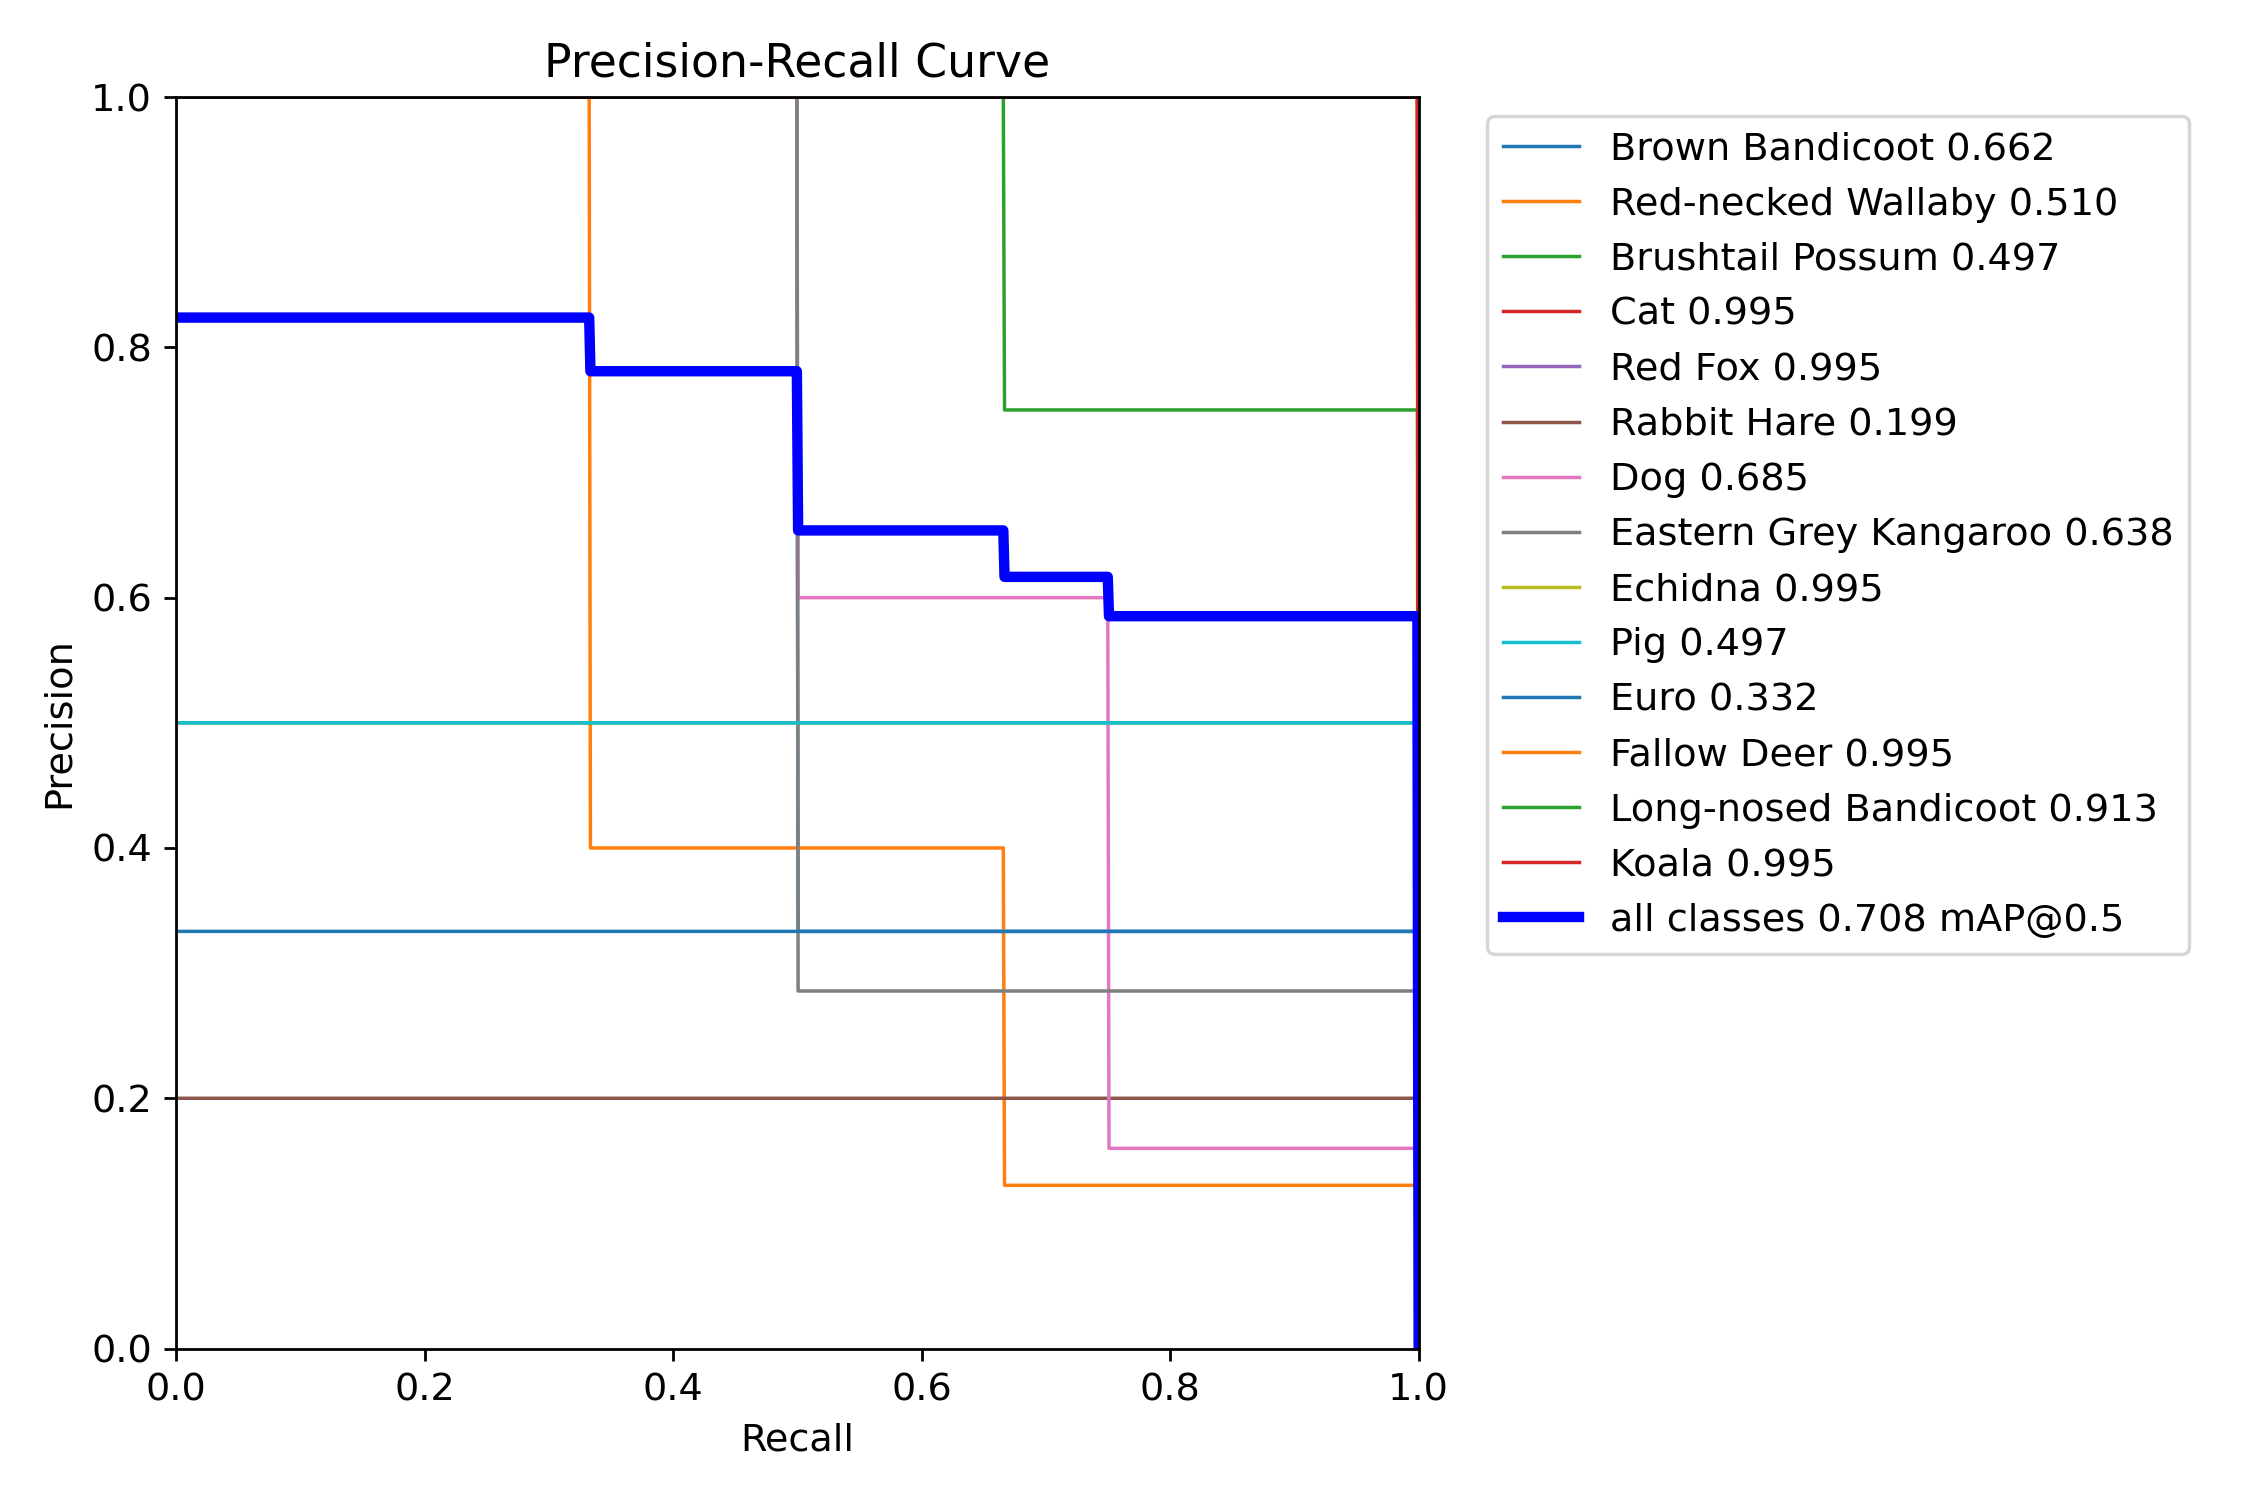 Precision-Recall Curve
1.0
0.8
0.6
0.4
0.2
0.0
Precision
0.0 0.2 0.4 0.6 0.8 1.0
Recall
Brown Bandicoot 0.662
Red-necked Wallaby 0.510
Brushtail Possum 0.497
Cat 0.995
Red Fox 0.995
Rabbit Hare 0.199
Dog 0.685
Eastern Grey Kangaroo 0.638
Echidna 0.995
Pig 0.497
Euro 0.332
Fallow Deer 0.995
Long-nosed Bandicoot 0.913
Koala 0.995
all classes 0.708 mAP@0.5